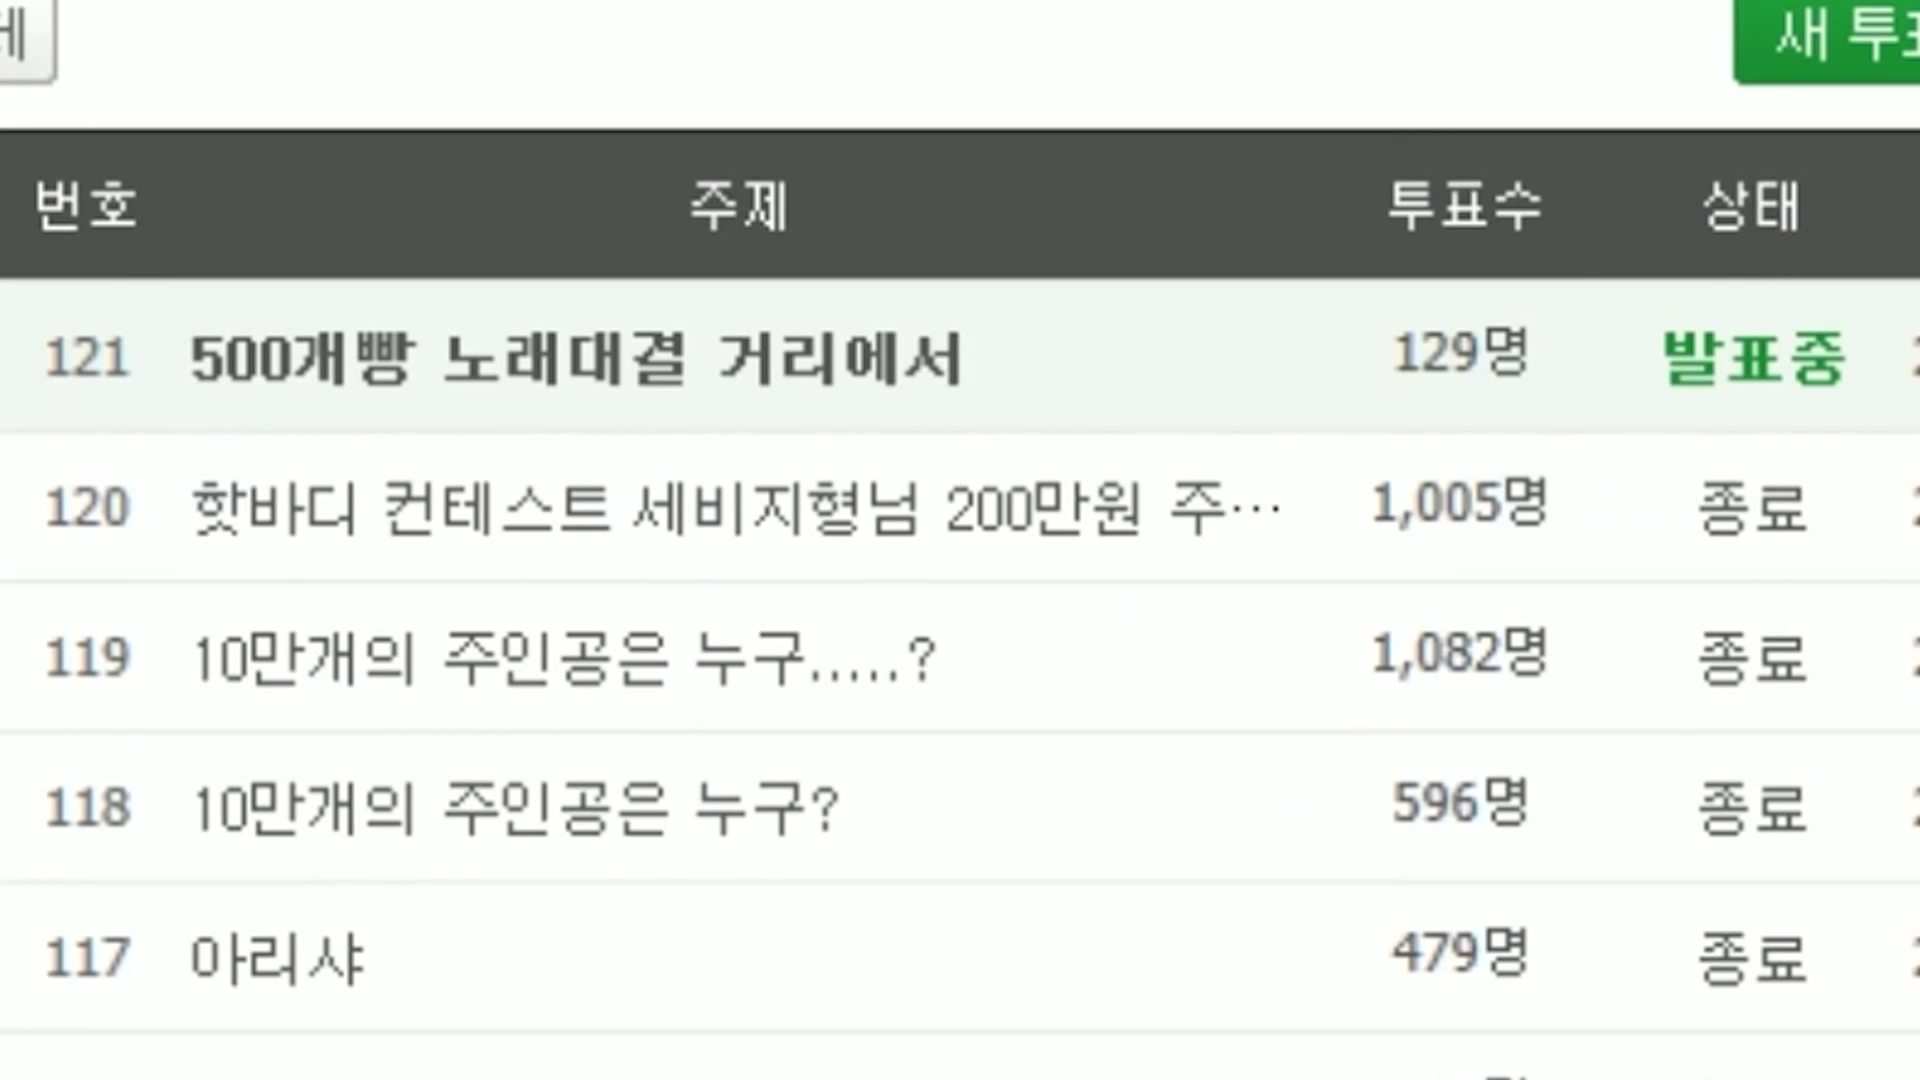 새 투표
번호 주제 투표수 상태
121 500개빵 노래대결 거리에서 129명 발표중
120 핫바디 컨테스트 세비지형님 200만원 주… 1,005명 종료
119 10만개의 주인공은 누구.....? 1,082명 종료
118 10만개의 주인공은 누구? 596명 종료
117 아리샤 479명 종료